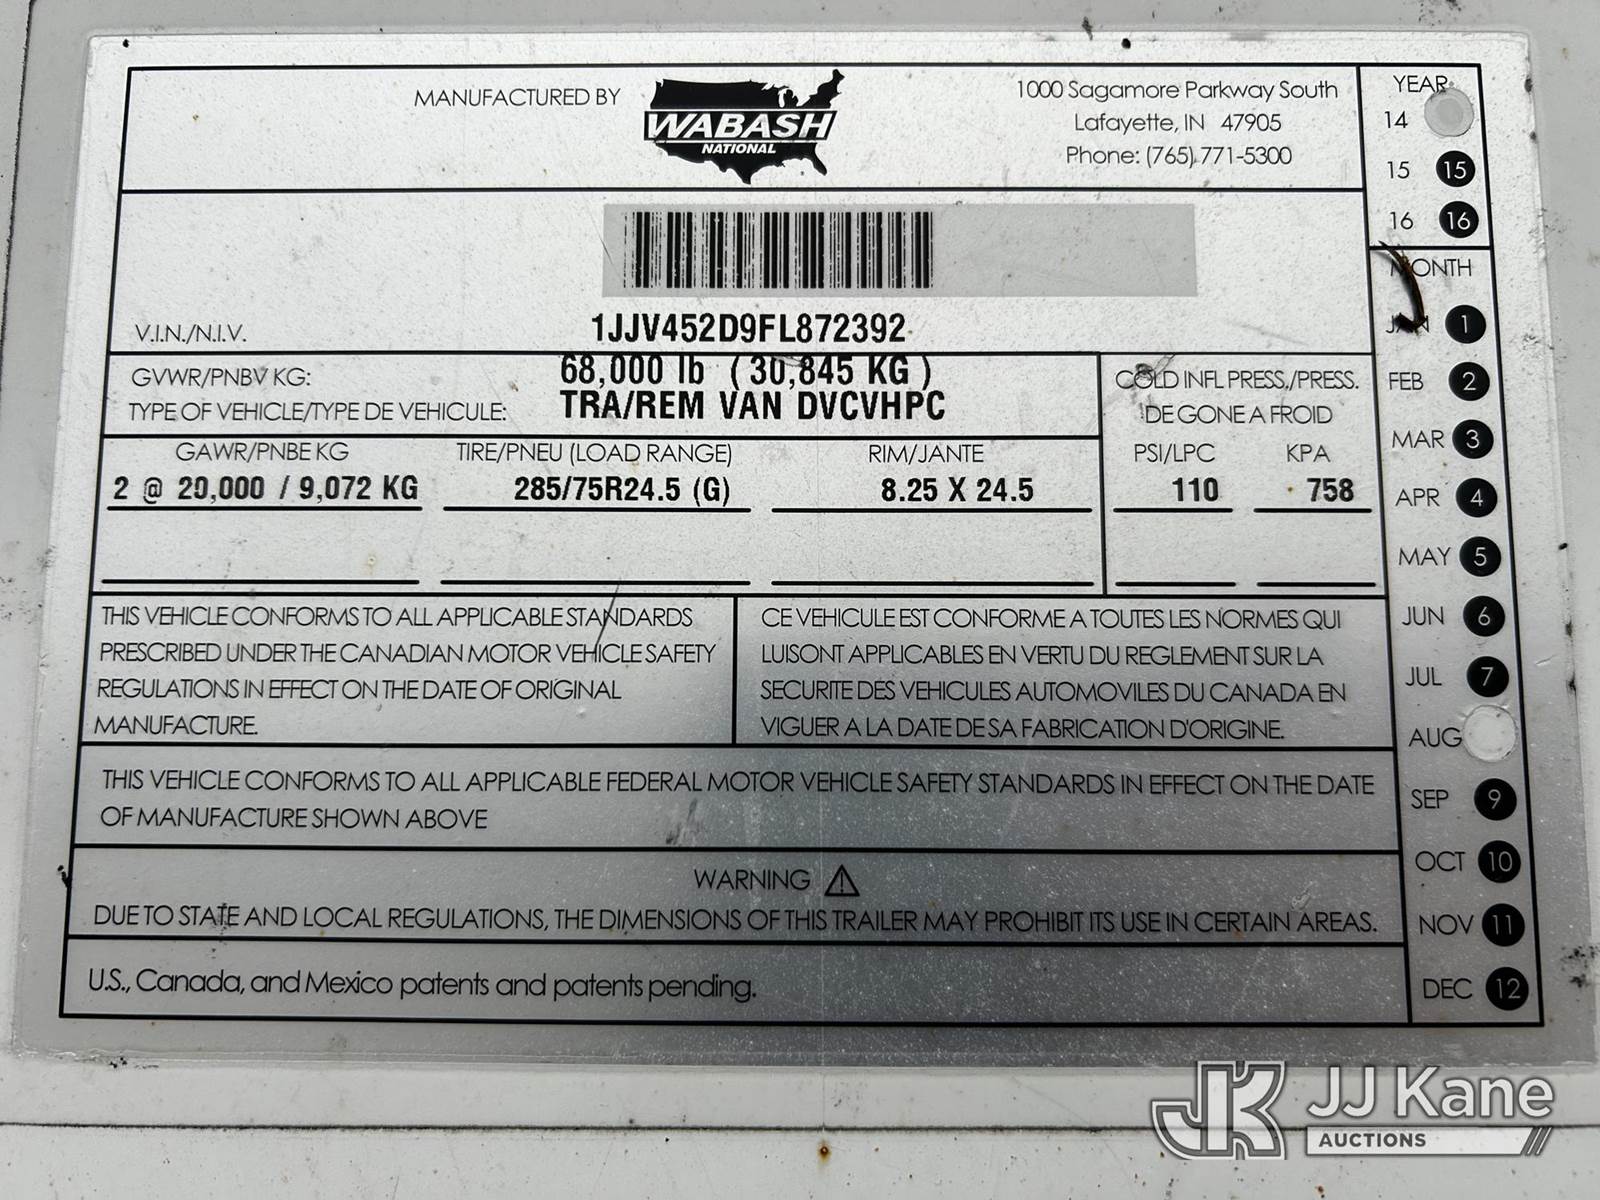 MANUFACTURED BY
WABASH
NATIONAL
1000 Sagamore Parkway South
Lafayette, IN 47905
Phone: (765) 771-5300
YEAR
14
15 15
16 16
V.I.N./N.I.V.
1JJV452D9FL872392
GVWR/PNBV KG:
68,000 lb ( 30,845 KG )
TYPE OF VEHICLE/TYPE DE VEHICULE:
TRA/REM VAN DVCVHPC
COLD INFL PRESS./PRESS.
DE GONE A FROID
GAWR/PNBE KG
TIRE/PNEU (LOAD RANGE)
RIM/JANTE
PSI/LPC
KPA
2 @ 20,000 / 9,072 KG
285/75R24.5 (G)
8.25 X 24.5
110
758
MONTH
JAN 1
FEB 2
MAR 3
APR 4
MAY 5
JUN 6
JUL 7
AUG
SEP 9
OCT 10
NOV 11
DEC 12
THIS VEHICLE CONFORMS TO ALL APPLICABLE STANDARDS
PRESCRIBED UNDER THE CANADIAN MOTOR VEHICLE SAFETY
REGULATIONS IN EFFECT ON THE DATE OF ORIGINAL
MANUFACTURE.
CE VEHICULE EST CONFORME A TOUTES LES NORMES QUI
LUISONT APPLICABLES EN VERTU DU REGLEMENT SUR LA
SECURITE DES VEHICULES AUTOMOVILES DU CANADA EN
VIGUER A LA DATE DE SA FABRICATION D'ORIGINE.
THIS VEHICLE CONFORMS TO ALL APPLICABLE FEDERAL MOTOR VEHICLE SAFETY STANDARDS IN EFFECT ON THE DATE
OF MANUFACTURE SHOWN ABOVE
WARNING
DUE TO STATE AND LOCAL REGULATIONS, THE DIMENSIONS OF THIS TRAILER MAY PROHIBIT ITS USE IN CERTAIN AREAS.
U.S., Canada, and Mexico patents and patents pending.
JK JJ Kane
AUCTIONS